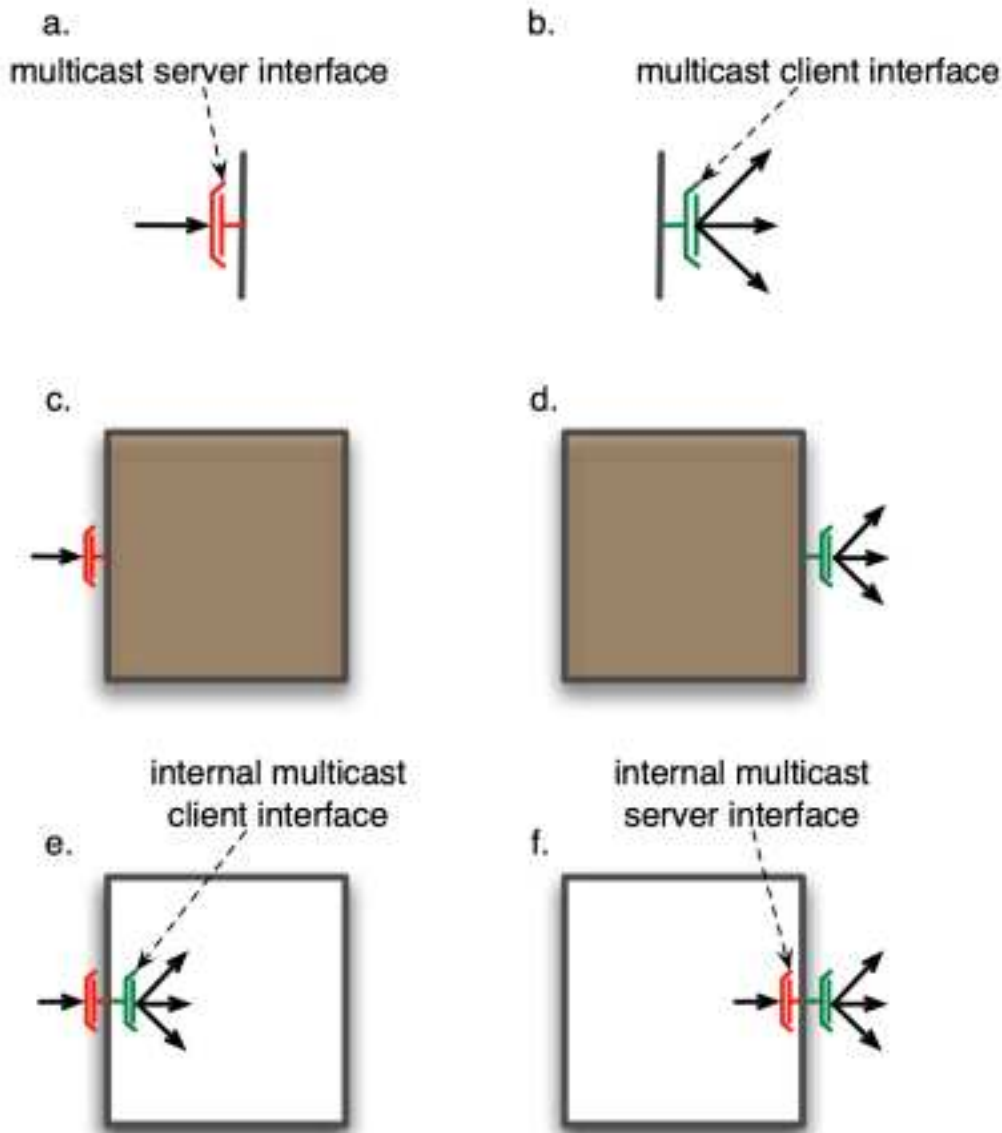 a.
multicast server interface
b.
multicast client interface
c.
d.
internal multicast
client interface
e.
internal multicast
server interface
f.